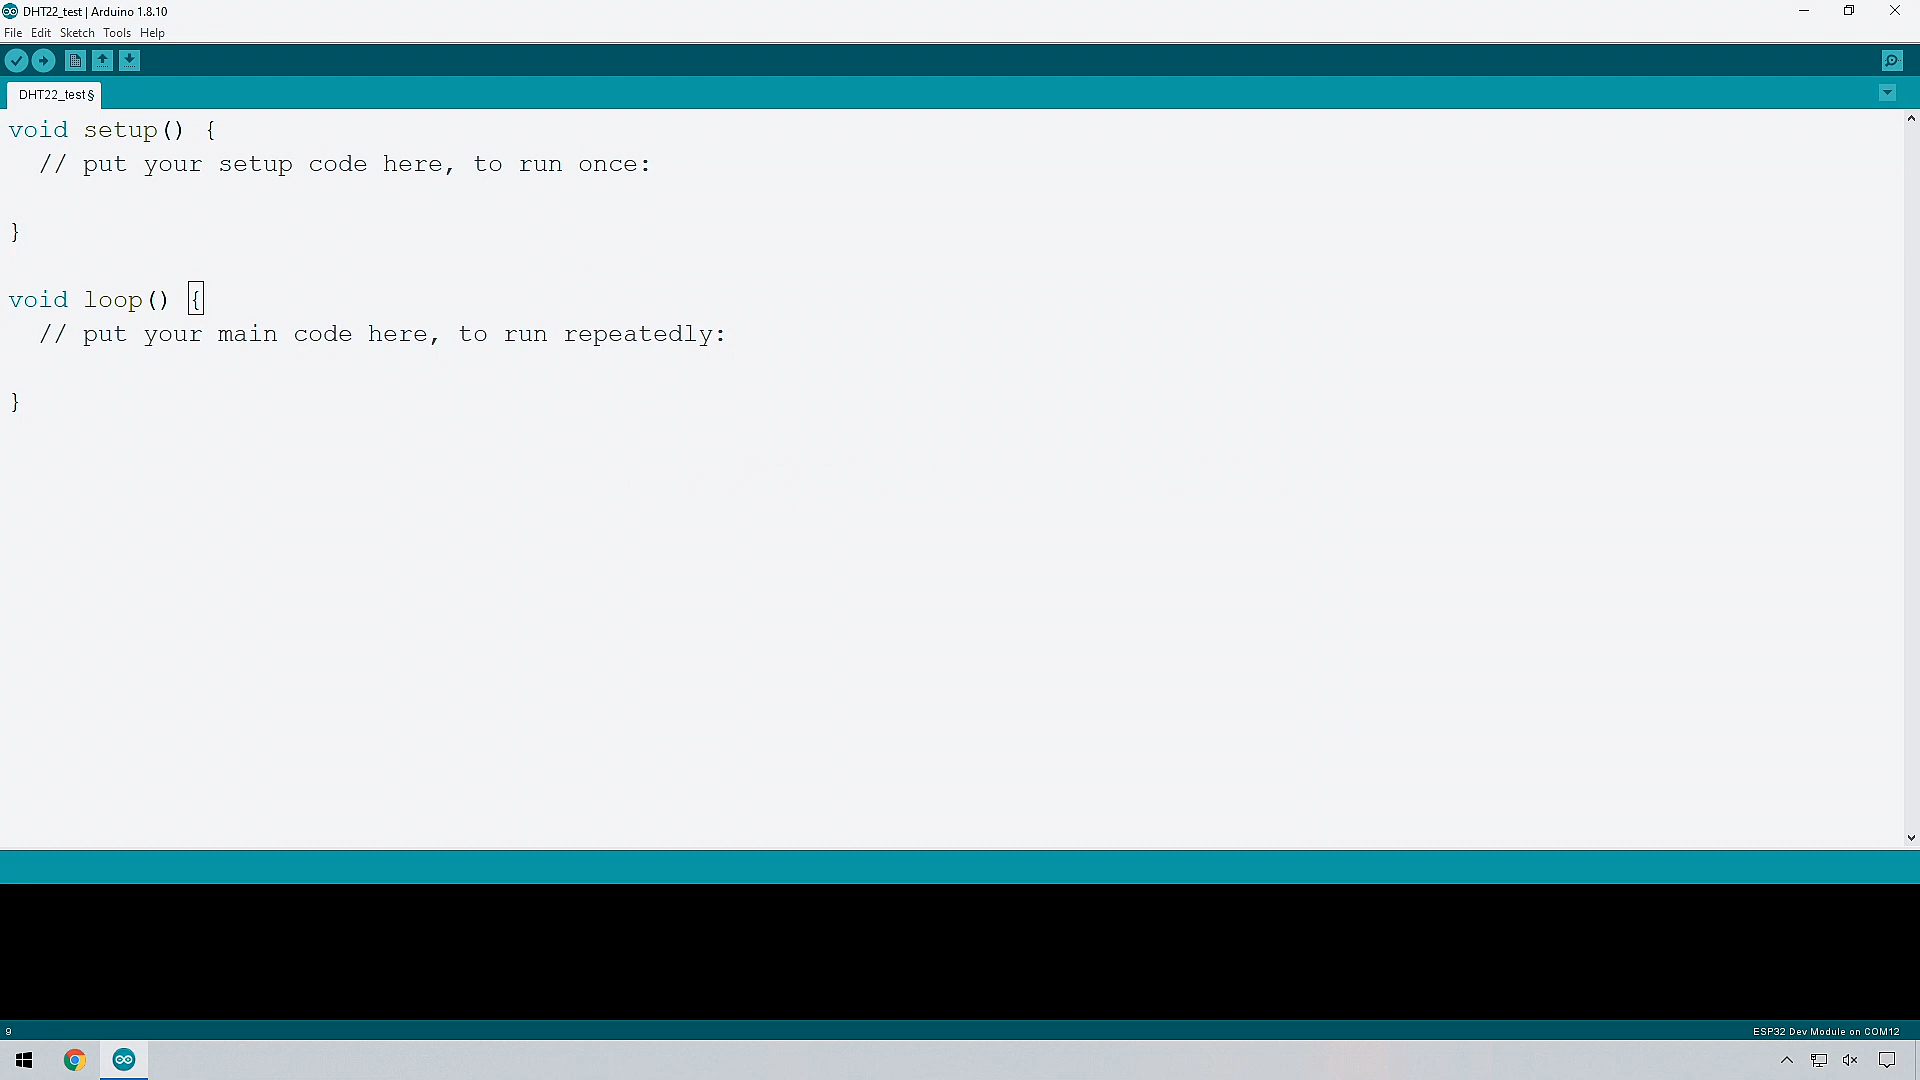 DHT22_test | Arduino 1.8.10
File Edit Sketch Tools Help
DHT22_test§
void setup() {
  // put your setup code here, to run once:
}
void loop() {
  // put your main code here, to run repeatedly:
}
9
ESP32 Dev Module on COM12